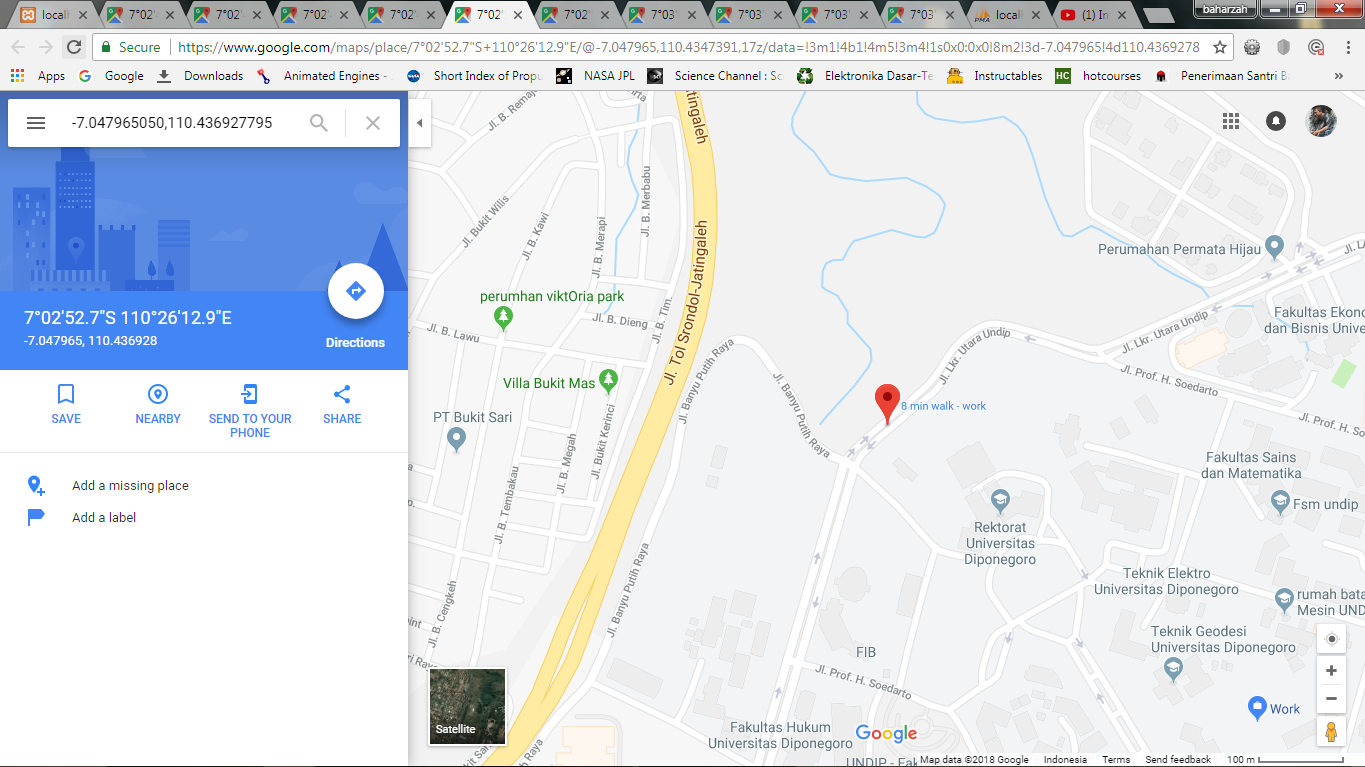 locall
7°02'
7°02'
7°02'
7°02'
7°02'
7°02'
7°03'
7°03'
7°03'
7°03'
locall
(1) In
baharzah
Secure
https://www.google.com/maps/place/7°02'52.7"S+110°26'12.9"E/@-7.047965,110.4347391,17z/data=!3m1!4b1!4m5!3m4!1s0x0:0x0!8m2!3d-7.047965!4d110.4369278
Apps
Google
Downloads
Animated Engines -
Short Index of Propu
NASA JPL
Science Channel : Sc
Elektronika Dasar-Te
Instructables
HC
hotcourses
Penerimaan Santri Ba
»
-7.047965050,110.436927795
7°02'52.7"S 110°26'12.9"E
-7.047965, 110.436928
Directions
SAVE
NEARBY
SEND TO YOUR
PHONE
SHARE
Add a missing place
Add a label
Jl. B. Remaja
Jatingaleh
Jl. Bukit Wilis
Jl. B. Kawi
Jl. B. Merapi
Jl. B. Merbabu
Jl. Tol Srondol-Jatingaleh
perumhan viktOria park
Jl. B. Dieng
Jl. B. Tim.
Jl. B. Lawu
Villa Bukit Mas
PT Bukit Sari
Jl. B. Tembakau
Jl. B. Megah
Jl. Bukit Kerinci
Jl. Banyu Putih Raya
Jl. Banyu Putih Raya
Jl. Banyu Putih Raya
Jl. B. Cengkeh
8 min walk - work
Jl. Lkr. Utara Undip
Jl. Lkr. Utara Undip
Perumahan Permata Hijau
Fakultas Ekono
dan Bisnis Unive
Jl. Prof. H. Soedarto
Jl. Prof. H. Soe
Fakultas Sains
dan Matematika
Fsm undip
Rektorat
Universitas
Diponegoro
Teknik Elektro
Universitas Diponegoro
rumah bata
Mesin UND
Teknik Geodesi
Universitas Diponegoro
FIB
Jl. Prof. H. Soedarto
Fakultas Hukum
Universitas Diponegoro
UNDIP - Fak
Work
Satellite
Google
Map data ©2018 Google
Indonesia
Terms
Send feedback
100 m